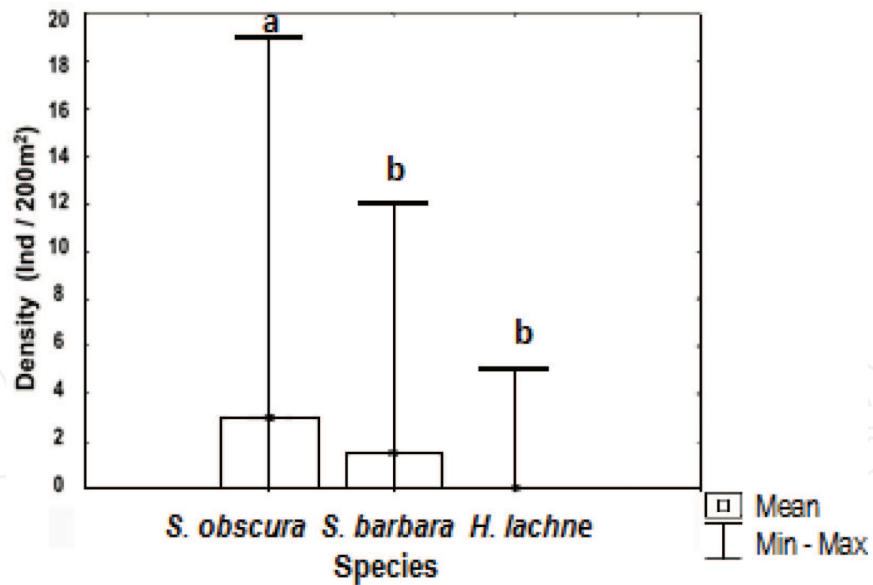 Density (Ind / 200m²)
20
18
16
14
12
10
8
6
4
2
0
a
b
b
S. obscura S. barbara H. lachne
Species
Mean
Min - Max